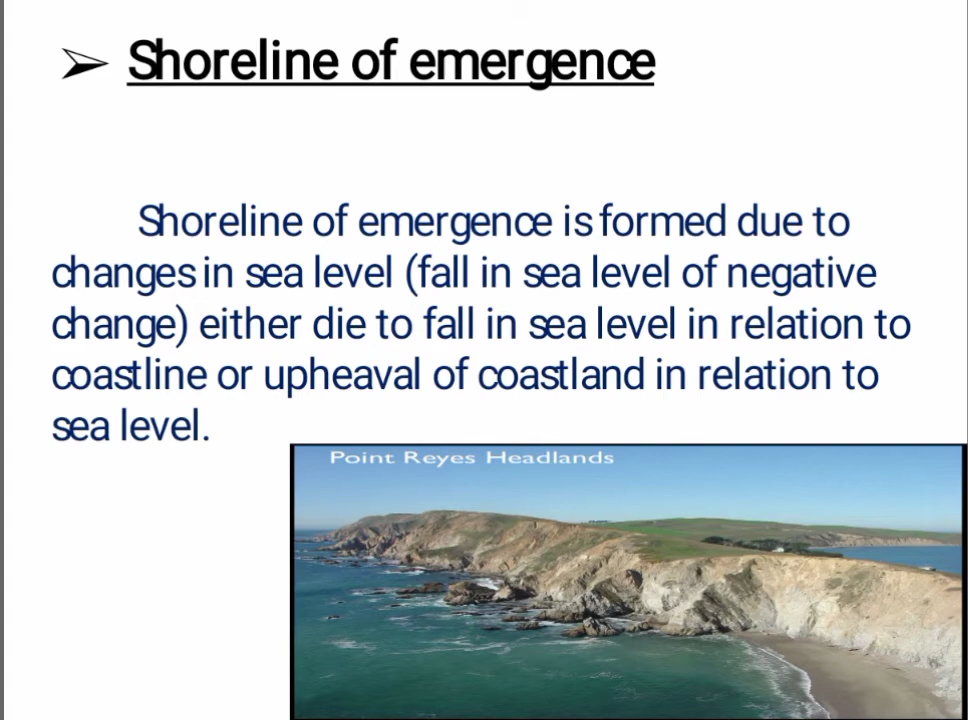 ➢ Shoreline of emergence
Shoreline of emergence is formed due to
changes in sea level (fall in sea level of negative
change) either die to fall in sea level in relation to
coastline or upheaval of coastland in relation to
sea level.
Point Reyes Headlands